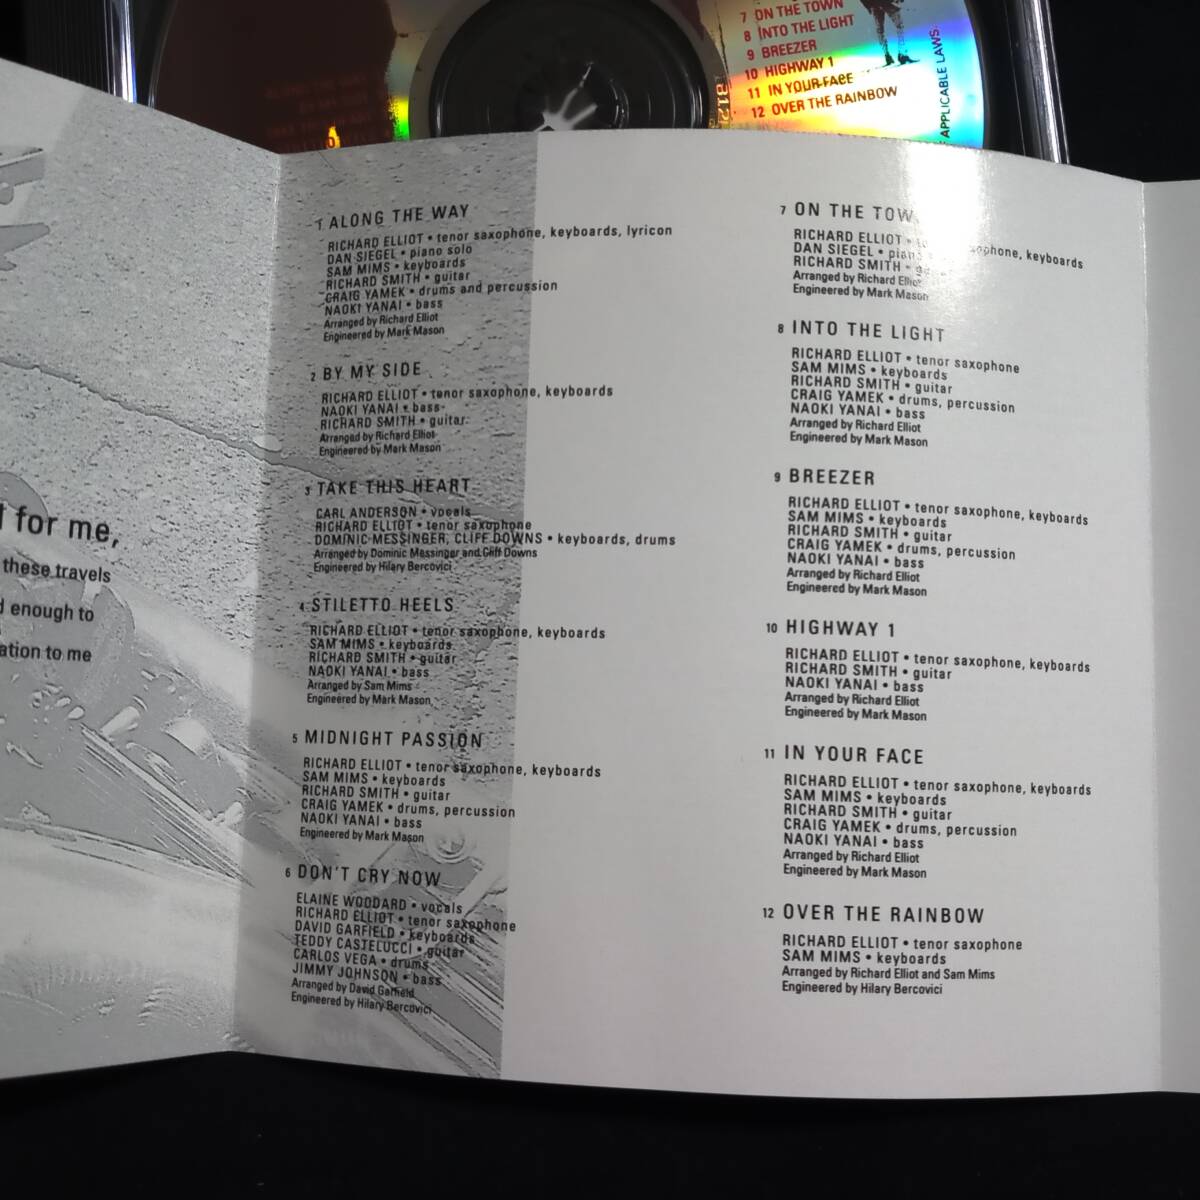 7 ON THE TOWN
8 INTO THE LIGHT
9 BREEZER
10 HIGHWAY 1
11 IN YOUR FACE
12 OVER THE RAINBOW
APPLICABLE LAWS.
for me,
these travels
enough to
ation to me
1 ALONG THE WAY
RICHARD ELLIOT • tenor saxophone, keyboards, lyricon
DAN SIEGEL • piano solo
SAM MIMS • keyboards
RICHARD SMITH • guitar
CRAIG YAMEK • drums and percussion
NAOKI YANAI • bass
Arranged by Richard Elliot
Engineered by Mark Mason
2 BY MY SIDE
RICHARD ELLIOT • tenor saxophone, keyboards
NAOKI YANAI • bass
RICHARD SMITH • guitar
Arranged by Richard Elliot
Engineered by Mark Mason
3 TAKE THIS HEART
CARL ANDERSON • vocals
RICHARD ELLIOT • tenor saxophone
DOMINIC MESSINGER, CLIFF DOWNS • keyboards, drums
Arranged by Dominic Messinger and Cliff Downs
Engineered by Hilary Bercovici
4 STILETTO HEELS
RICHARD ELLIOT • tenor saxophone, keyboards
SAM MIMS • keyboards
RICHARD SMITH • guitar
NAOKI YANAI • bass
Arranged by Sam Mims
Engineered by Mark Mason
5 MIDNIGHT PASSION
RICHARD ELLIOT • tenor saxophone, keyboards
SAM MIMS • keyboards
RICHARD SMITH • guitar
CRAIG YAMEK • drums, percussion
NAOKI YANAI • bass
Engineered by Mark Mason
6 DON'T CRY NOW
ELAINE WODDARD • vocals
RICHARD ELLIOT • tenor saxophone
DAVID GARFIELD • keyboards
TEDDY CASTELUCCI • guitar
CARLOS VEGA • drums
JIMMY JOHNSON • bass
Arranged by David Garfield
Engineered by Hilary Bercovici
7 ON THE TOW
RICHARD ELLIOT • saxophone, keyboards
DAN SIEGEL • pian
RICHARD SMITH •
Arranged by Richard Elliot
Engineered by Mark Mason
8 INTO THE LIGHT
RICHARD ELLIOT • tenor saxophone
SAM MIMS • keyboards
RICHARD SMITH • guitar
CRAIG YAMEK • drums, percussion
NAOKI YANAI • bass
Arranged by Richard Elliot
Engineered by Mark Mason
9 BREEZER
RICHARD ELLIOT • tenor saxophone, keyboards
SAM MIMS • keyboards
RICHARD SMITH • guitar
CRAIG YAMEK • drums, percussion
NAOKI YANAI • bass
Arranged by Richard Elliot
Engineered by Mark Mason
10 HIGHWAY 1
RICHARD ELLIOT • tenor saxophone, keyboards
RICHARD SMITH • guitar
NAOKI YANAI • bass
Arranged by Richard Elliot
Engineered by Mark Mason
11 IN YOUR FACE
RICHARD ELLIOT • tenor saxophone, keyboards
SAM MIMS • keyboards
RICHARD SMITH • guitar
CRAIG YAMEK • drums, percussion
NAOKI YANAI • bass
Arranged by Richard Elliot
Engineered by Mark Mason
12 OVER THE RAINBOW
RICHARD ELLIOT • tenor saxophone
SAM MIMS • keyboards
Arranged by Richard Elliot and Sam Mims
Engineered by Hilary Bercovici